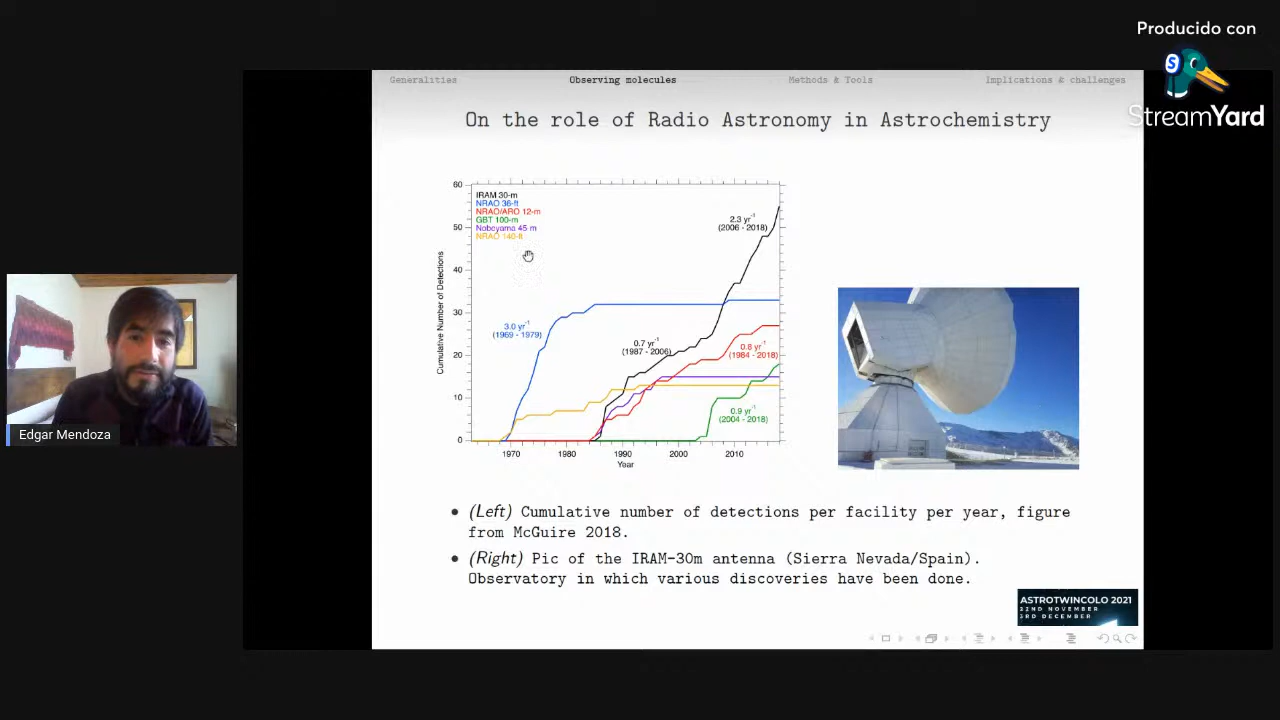 Producido con
StreamYard
Generalities Observing molecules Methods & Tools Implications & challenges
On the role of Radio Astronomy in Astrochemistry
60
50
40
30
20
10
0
Cumulative Number of Detections
IRAM 30-m
NRAO 36-ft
NRAO/ARO 12-m
GBT 100-m
Nobeyama 45 m
NRAO 140-ft
2.3 yr-1
(2006 - 2018)
3.0 yr-1
(1969 - 1979)
0.7 yr-1
(1987 - 2006)
0.8 yr-1
(1984 - 2018)
0.9 yr-1
(2004 - 2018)
1970 1980 1990 2000 2010
Year
• (Left) Cumulative number of detections per facility per year, figure
from McGuire 2018.
• (Right) Pic of the IRAM-30m antenna (Sierra Nevada/Spain).
Observatory in which various discoveries have been done.
ASTROTWINCOLO 2021
22ND NOVEMBER
3RD DECEMBER
Edgar Mendoza